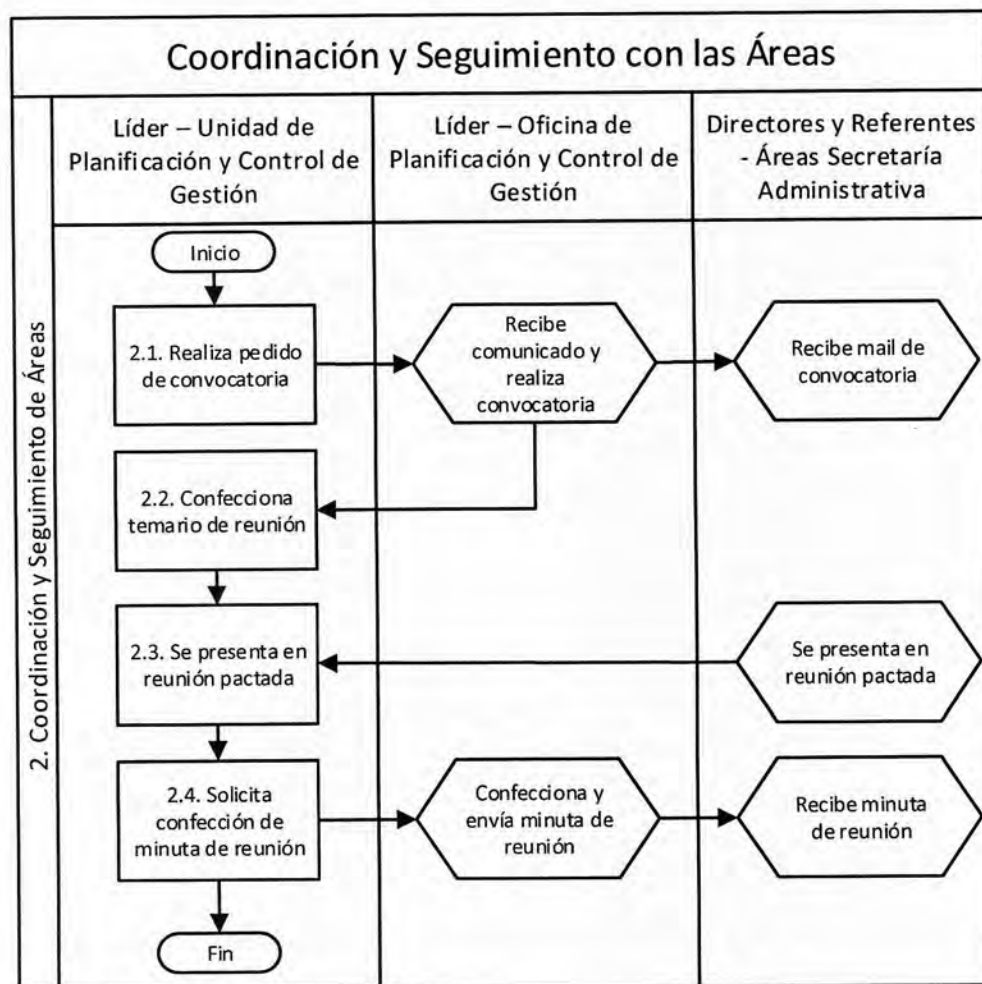 Coordinación y Seguimiento con las Áreas
Líder – Unidad de
Planificación y Control de
Gestión
Líder – Oficina de
Planificación y Control de
Gestión
Directores y Referentes
- Áreas Secretaría
Administrativa
2. Coordinación y Seguimiento de Áreas
Inicio
2.1. Realiza pedido
de convocatoria
Recibe
comunicado y
realiza
convocatoria
Recibe mail de
convocatoria
2.2. Confecciona
temario de reunión
2.3. Se presenta en
reunión pactada
Se presenta en
reunión pactada
2.4. Solicita
confección de
minuta de reunión
Confecciona y
envía minuta de
reunión
Recibe minuta
de reunión
Fin